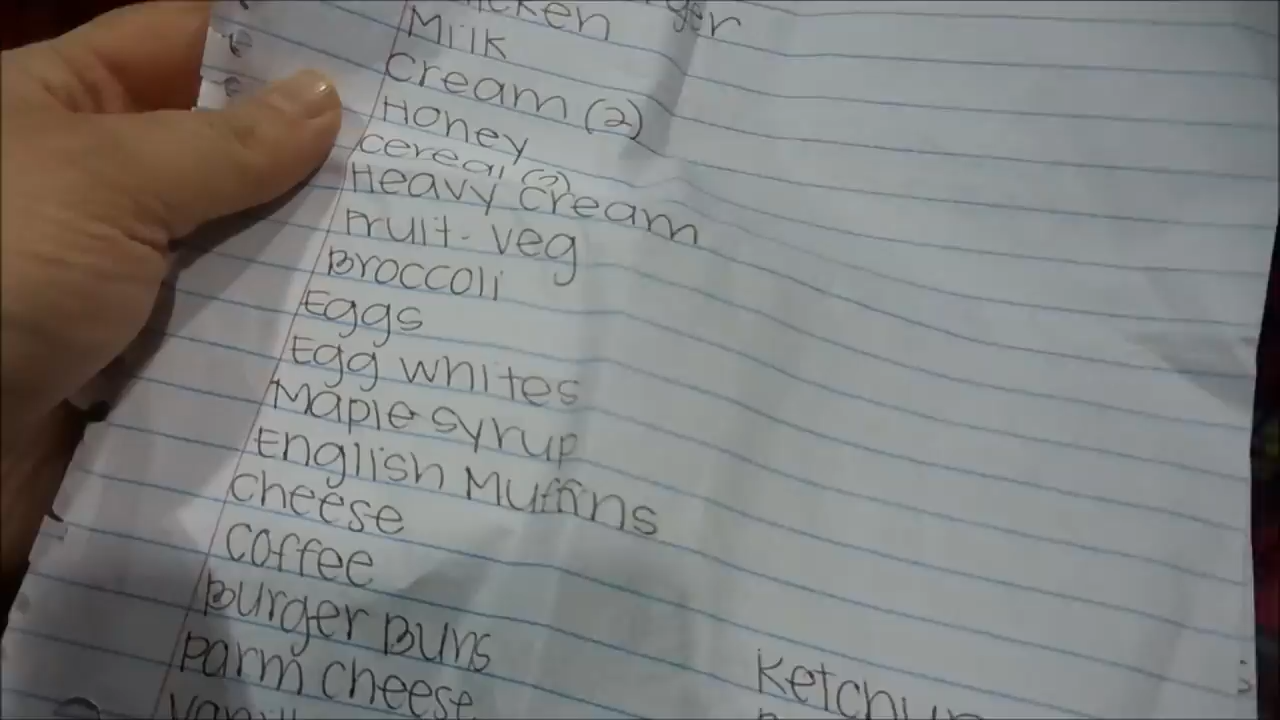 Milk
Cream (2)
Honey
Cereal (2)
Heavy Cream
Fruit- Veg
Broccoli
Eggs
Egg Whites
Maple Syrup
English Muffins
Cheese
Coffee
Burger Buns
Parm Cheese